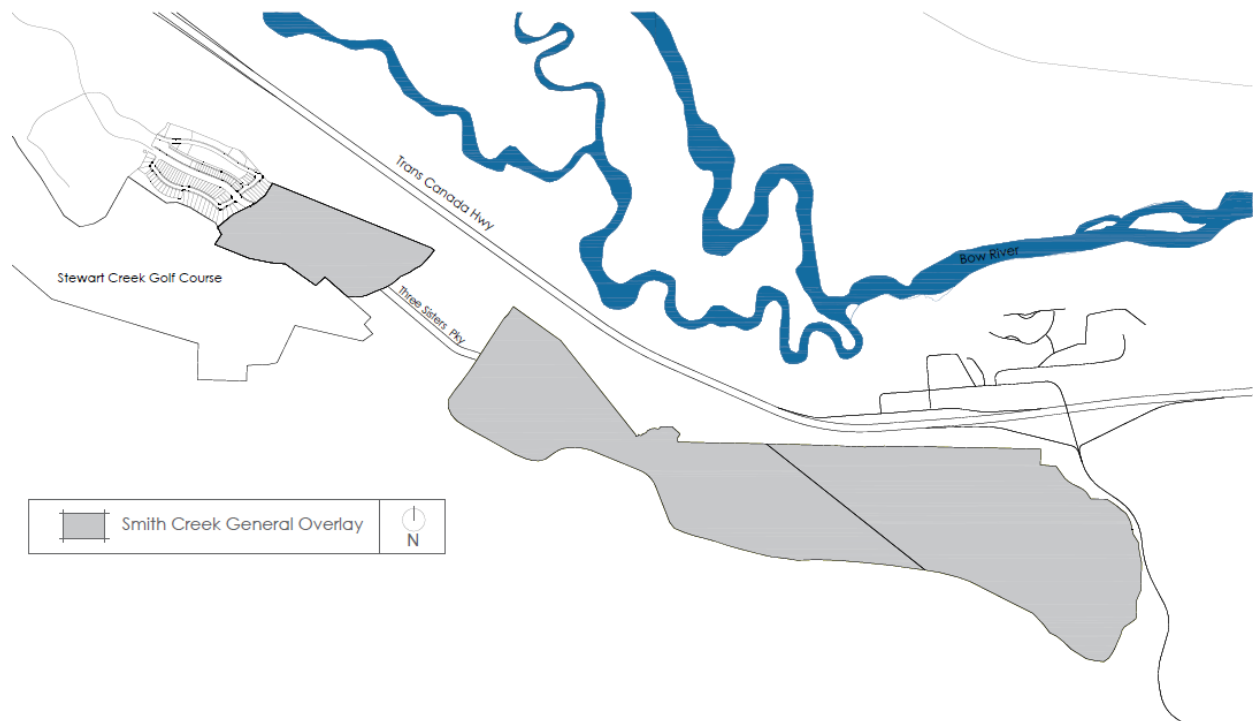 Trans Canada Hwy
Bow River
Stewart Creek Golf Course
Three Sisters Pky
Smith Creek General Overlay
N